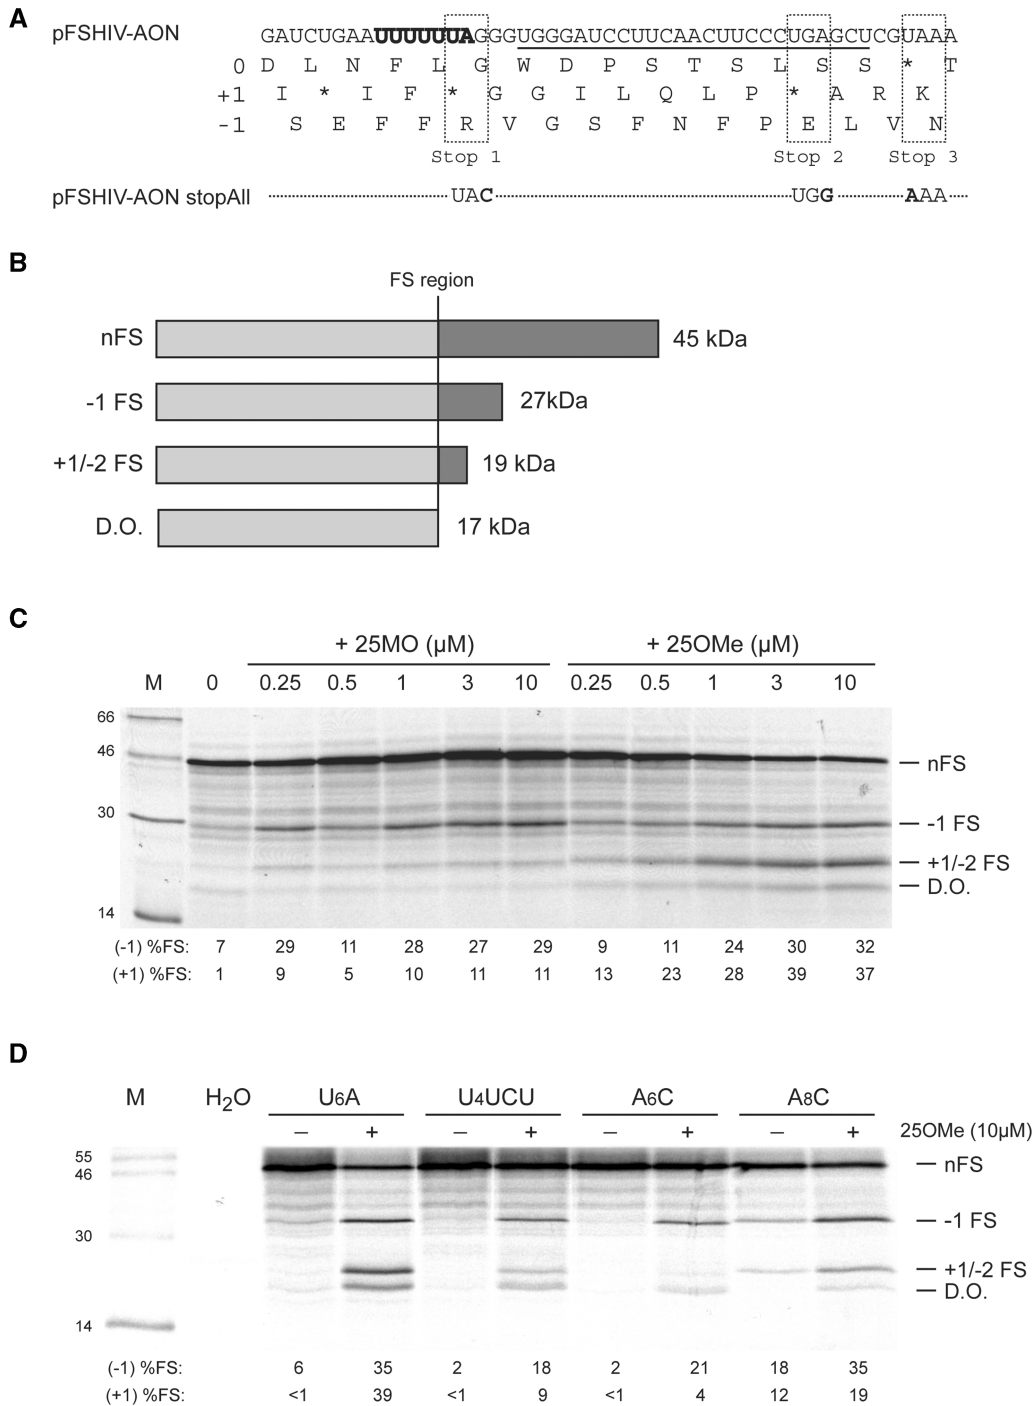 A
pFSHIV-AON GAUCUGAAUUUUUUAGGGUGGGAUCCUUCAACUUCCCUGAGCUCGUAAA
0 D L N F L G W D P S T S L S S * T
+1 I * I F * G G I L Q L P * A R K
-1 S E F F R V G S F N F P E L V N
Stop 1 Stop 2 Stop 3
pFSHIV-AON stopAll UAC UGG AAA
B
FS region
nFS 45 kDa
-1 FS 27kDa
+1/-2 FS 19 kDa
D.O. 17 kDa
C
+ 25MO (µM) + 25OMe (µM)
M 0 0.25 0.5 1 3 10 0.25 0.5 1 3 10
66
46
nFS
30
-1 FS
+1/-2 FS
D.O.
14
(-1) %FS: 7 29 11 28 27 29 9 11 24 30 32
(+1) %FS: 1 9 5 10 11 11 13 23 28 39 37
D
M H2O U6A U4UCU A6C A8C
– + – + – + – + 25OMe (10µM)
55
46
nFS
-1 FS
30
+1/-2 FS
D.O.
14
(-1) %FS: 6 35 2 18 2 21 18 35
(+1) %FS: <1 39 <1 9 <1 4 12 19